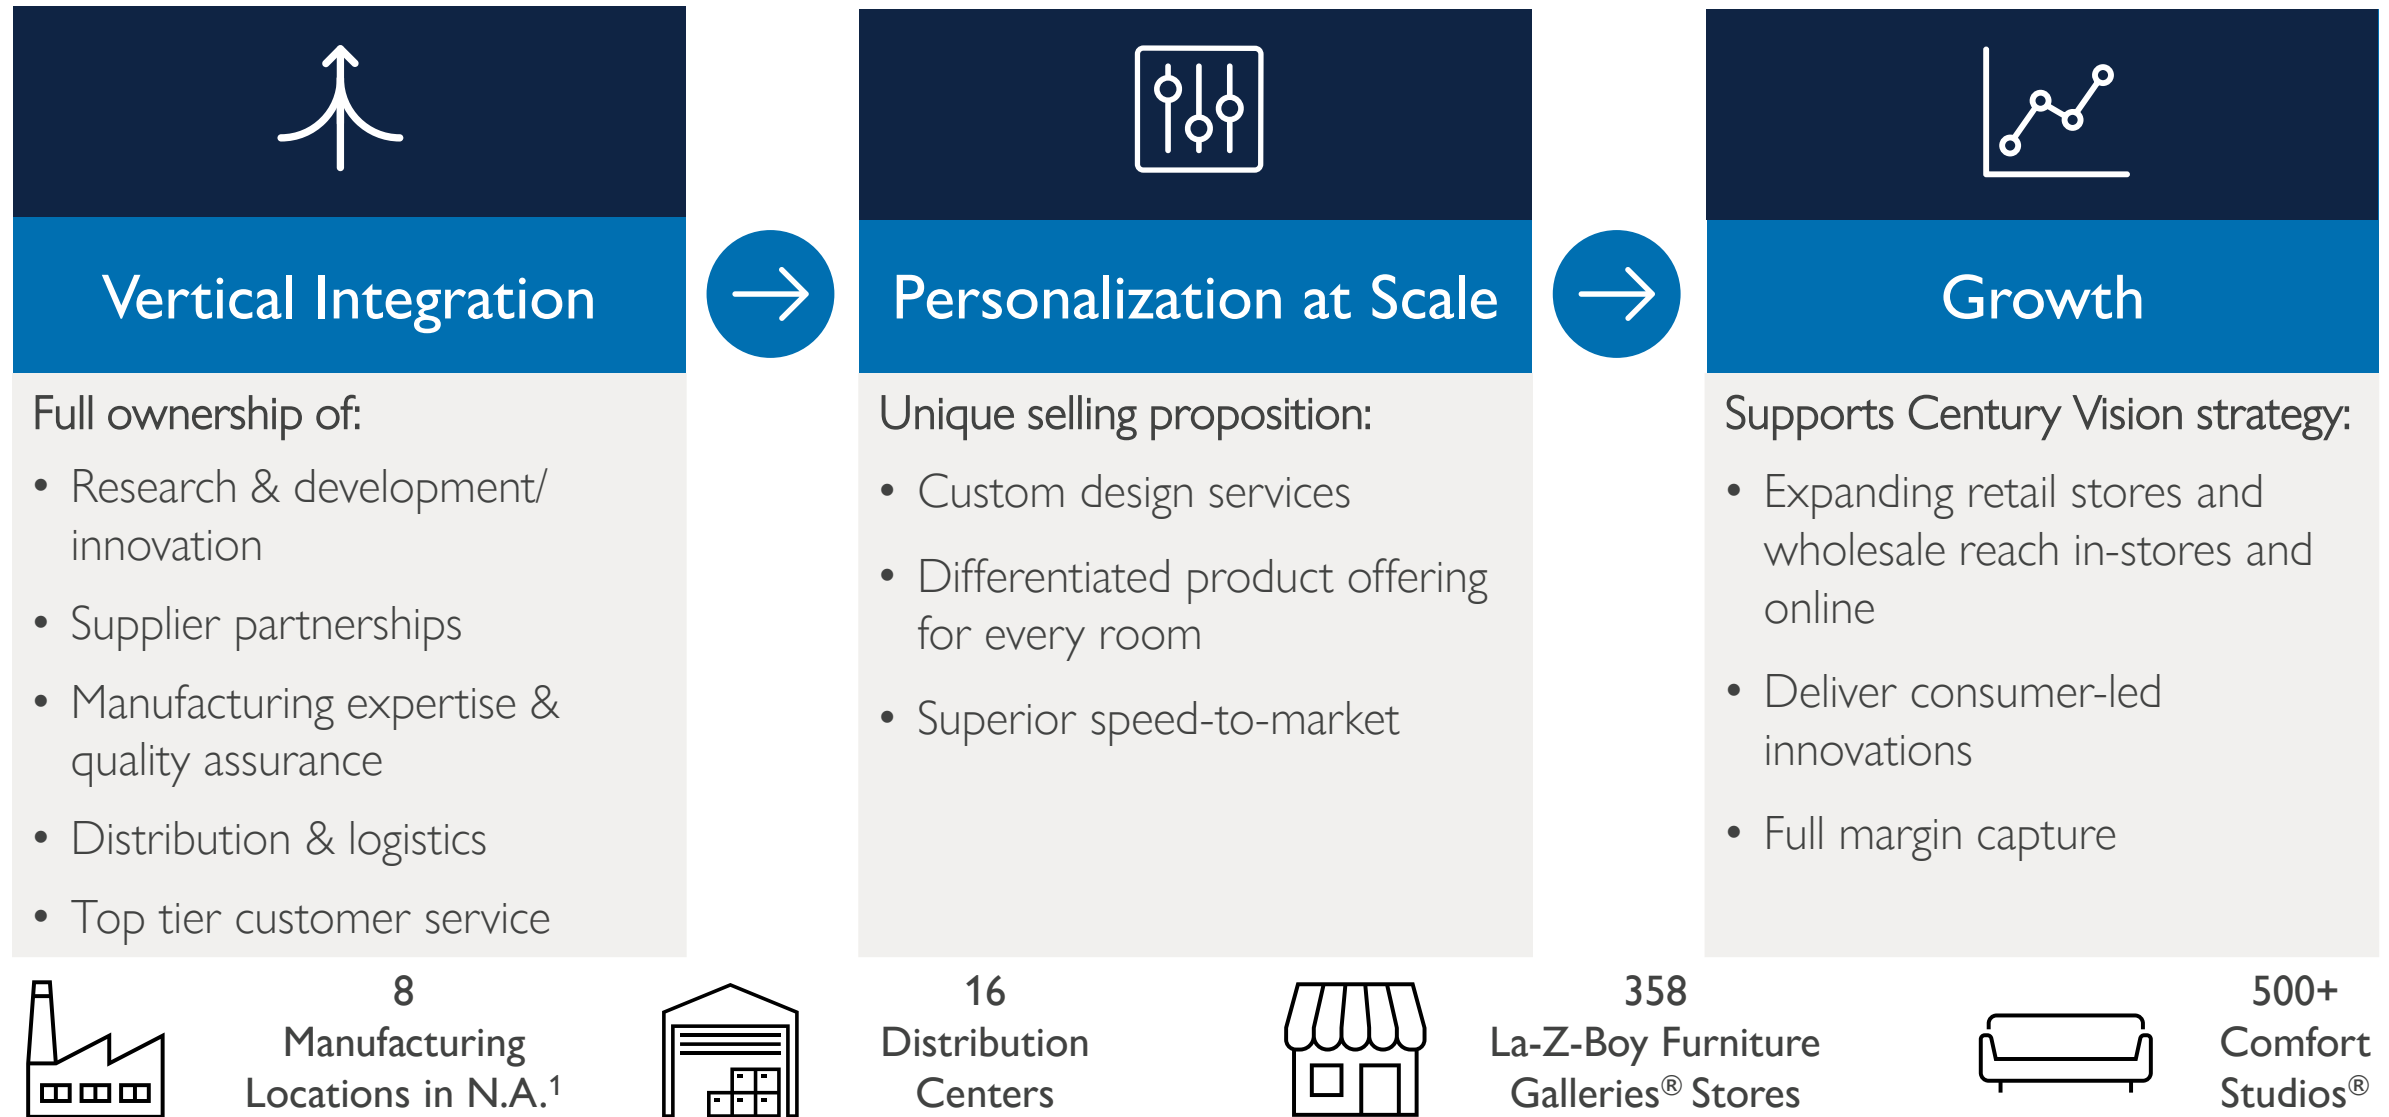 Vertical Integration
Full ownership of:
• Research & development/
innovation
• Supplier partnerships
• Manufacturing expertise &
quality assurance
• Distribution & logistics
• Top tier customer service
Personalization at Scale
Unique selling proposition:
• Custom design services
• Differentiated product offering
for every room
• Superior speed-to-market
Growth
Supports Century Vision strategy:
• Expanding retail stores and
wholesale reach in-stores and
online
• Deliver consumer-led
innovations
• Full margin capture
8
Manufacturing
Locations in N.A.¹
16
Distribution
Centers
358
La-Z-Boy Furniture
Galleries® Stores
500+
Comfort
Studios®